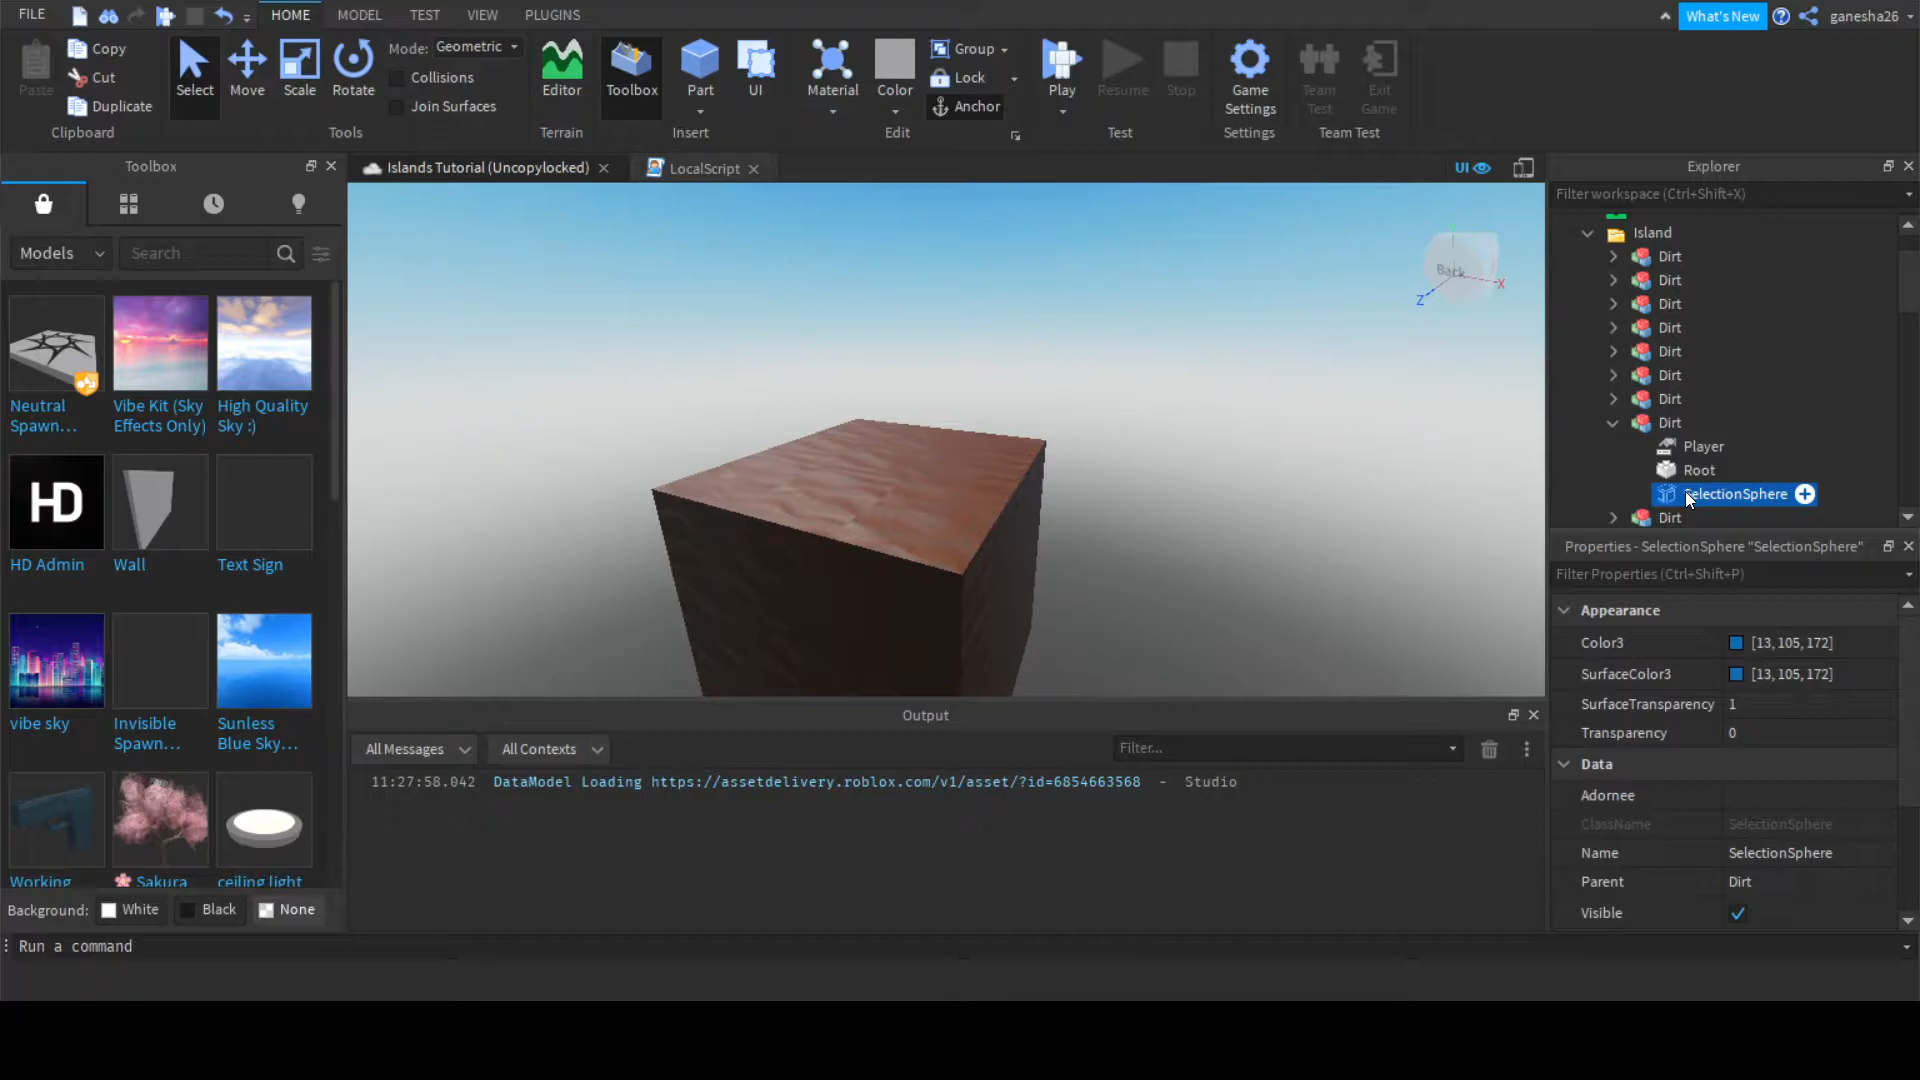 FILE HOME MODEL TEST VIEW PLUGINS What's New ganesha26
Paste Copy Cut Duplicate
Clipboard
Select Move Scale Rotate
Mode: Geometric
Collisions
Join Surfaces
Tools
Editor
Terrain
Toolbox Part UI
Insert
Material Color Group Lock Anchor
Edit
Play Resume Stop
Test
Game Settings
Settings
Team Test Exit Game
Team Test
Toolbox
Models Search
Neutral Spawn...
Vibe Kit (Sky Effects Only)
High Quality Sky :)
HD
HD Admin
Wall
Text Sign
vibe sky
Invisible Spawn...
Sunless Blue Sky...
Working
Sakura
ceiling light
Background: White Black None
Islands Tutorial (Uncopylocked)
LocalScript
UI
Back
X
Z
Output
All Messages All Contexts Filter...
11:27:58.042 DataModel Loading https://assetdelivery.roblox.com/v1/asset/?id=6854663568 - Studio
Explorer
Filter workspace (Ctrl+Shift+X)
Island
Dirt
Dirt
Dirt
Dirt
Dirt
Dirt
Dirt
Dirt
Player
Root
SelectionSphere
Dirt
Properties - SelectionSphere "SelectionSphere"
Filter Properties (Ctrl+Shift+P)
Appearance
Color3 [13, 105, 172]
SurfaceColor3 [13, 105, 172]
SurfaceTransparency 1
Transparency 0
Data
Adornee
ClassName SelectionSphere
Name SelectionSphere
Parent Dirt
Visible
Run a command